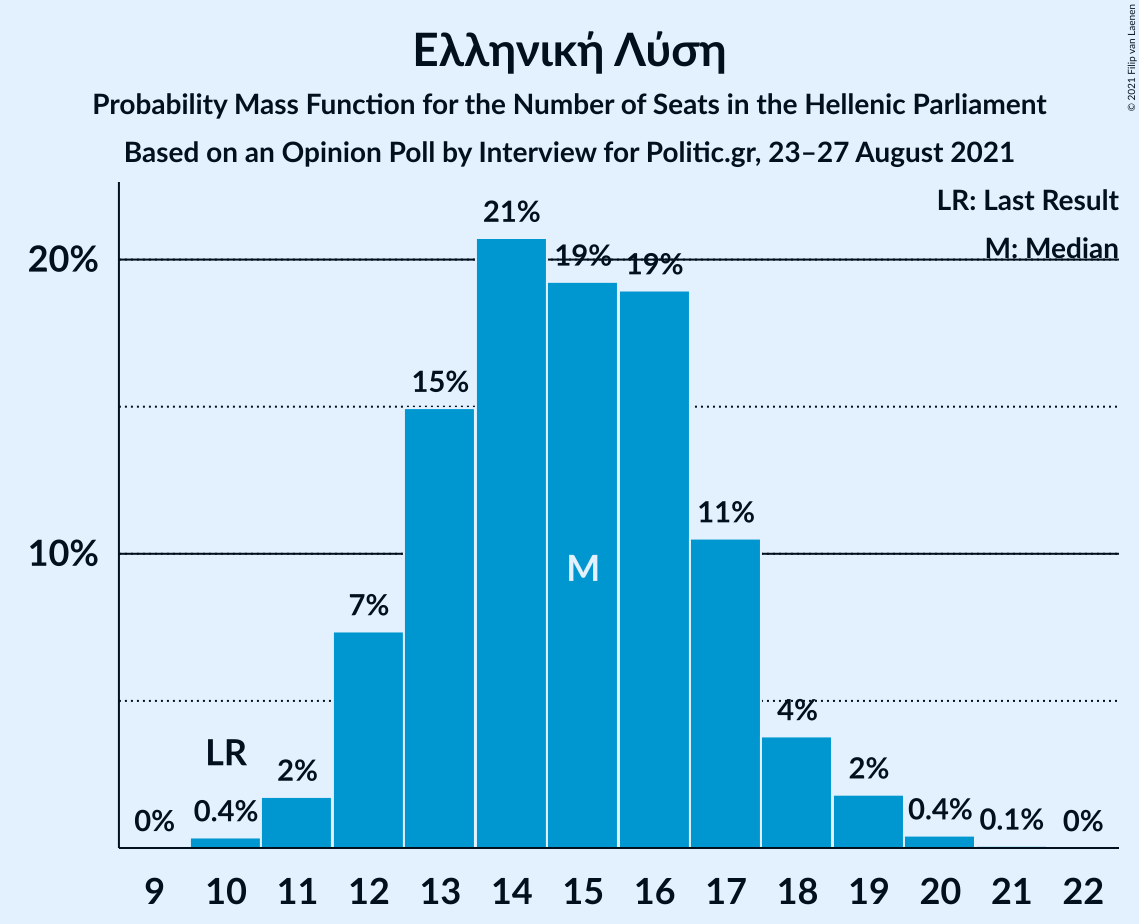 Ελληνική Λύση
Probability Mass Function for the Number of Seats in the Hellenic Parliament
Based on an Opinion Poll by Interview for Politic.gr, 23–27 August 2021
© 2021 Filip van Laenen
LR: Last Result
M: Median
20%
10%
0%
0.4%
2%
7%
15%
21%
19%
19%
11%
4%
2%
0.4%
0.1%
0%
LR
M
9 10 11 12 13 14 15 16 17 18 19 20 21 22